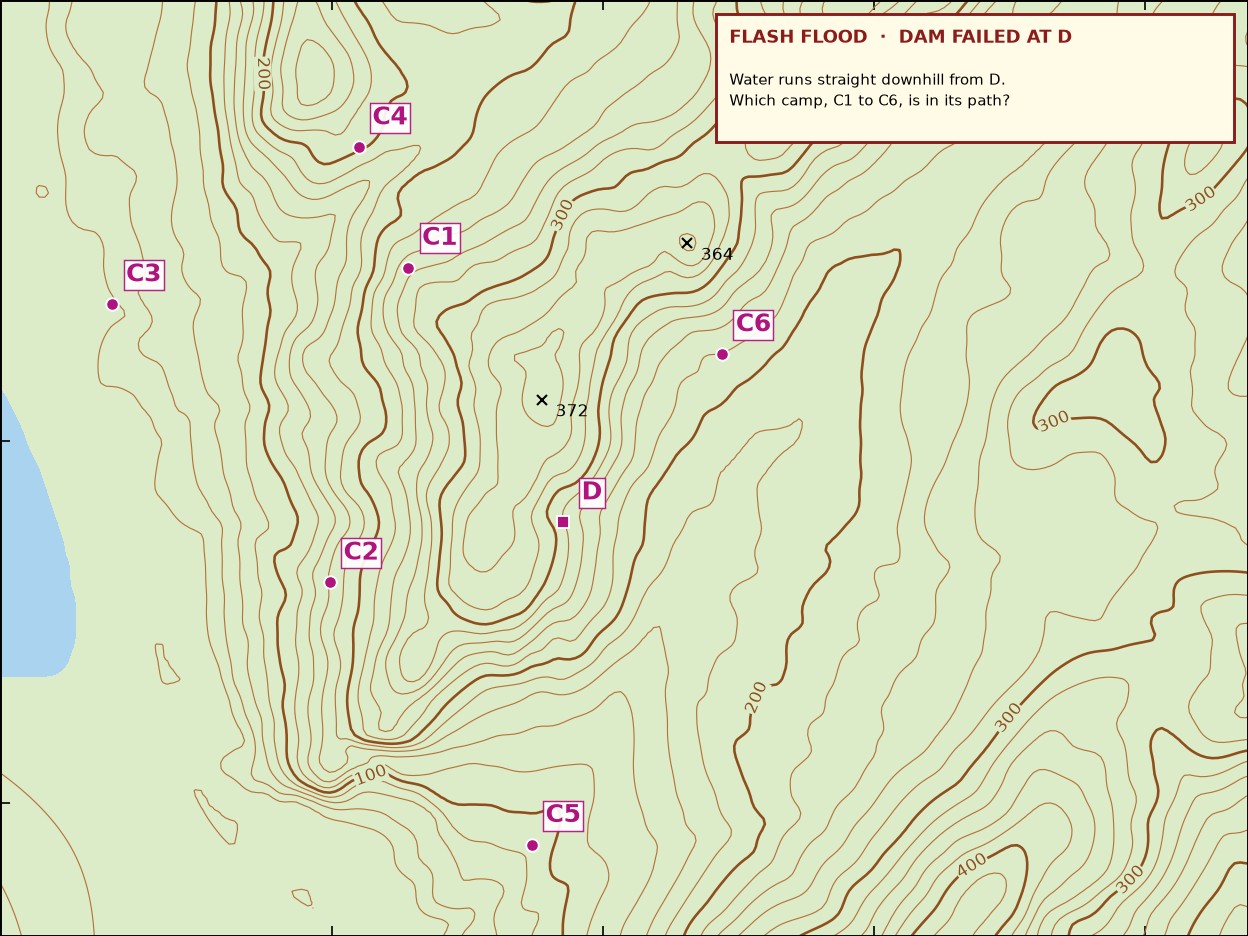 FLASH FLOOD · DAM FAILED AT D
Water runs straight downhill from D.
Which camp, C1 to C6, is in its path?
200
C4
300
300
C1
364
C3
C6
372
300
D
C2
200
300
100
C5
400
300